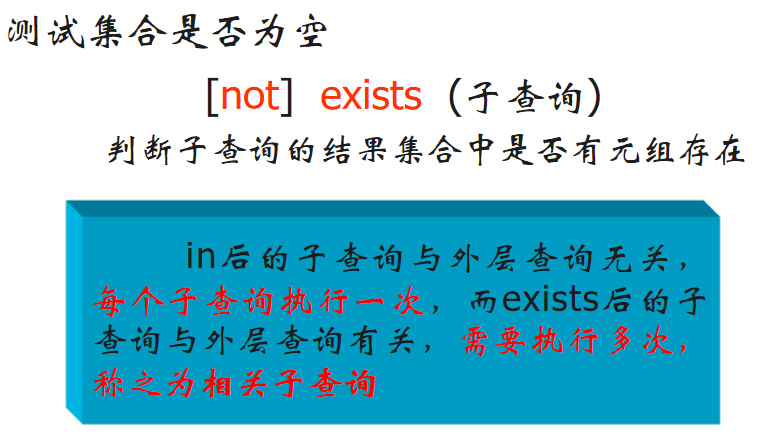 测试集合是否为空
[not] exists (子查询)
判断子查询的结果集合中是否有元组存在
in后的子查询与外层查询无关，
每个子查询执行一次，而exists后的子
查询与外层查询有关，需要执行多次，
称之为相关子查询